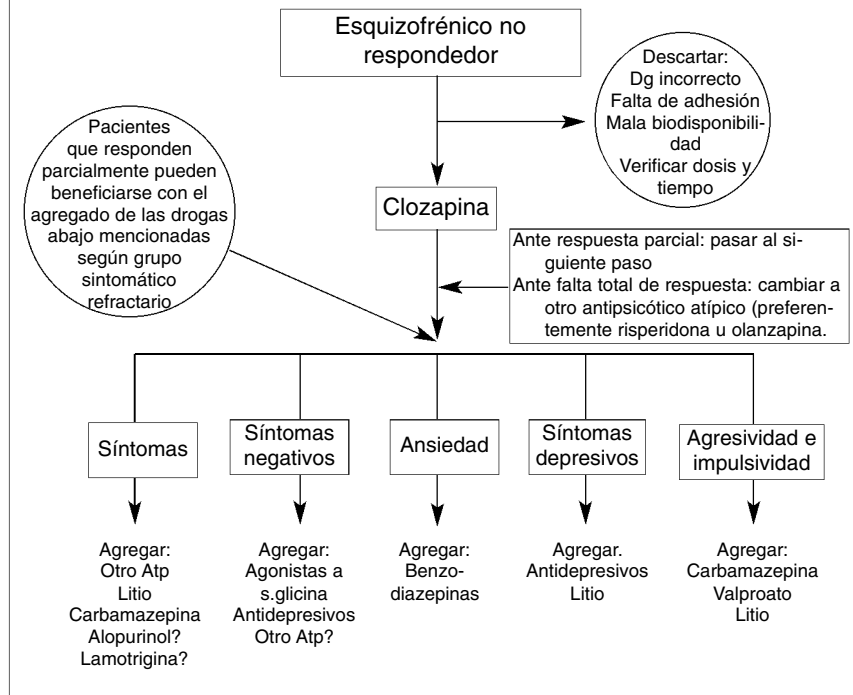 Esquizofrénico no
respondedor
Descartar:
Dg incorrecto
Falta de adhesión
Mala biodisponibili-
dad
Verificar dosis y
tiempo
Pacientes
que responden
parcialmente pueden
beneficiarse con el
agregado de las drogas
abajo mencionadas
según grupo
sintomático
refractario
Clozapina
Ante respuesta parcial: pasar al si-
guiente paso
Ante falta total de respuesta: cambiar a
otro antipsicótico atípico (preferen-
temente risperidona u olanzapina.
Síntomas
Síntomas
negativos
Ansiedad
Síntomas
depresivos
Agresividad e
impulsividad
Agregar:
Otro Atp
Litio
Carbamazepina
Alopurinol?
Lamotrigina?
Agregar:
Agonistas a
s.glicina
Antidepresivos
Otro Atp?
Agregar:
Benzo-
diazepinas
Agregar.
Antidepresivos
Litio
Agregar:
Carbamazepina
Valproato
Litio